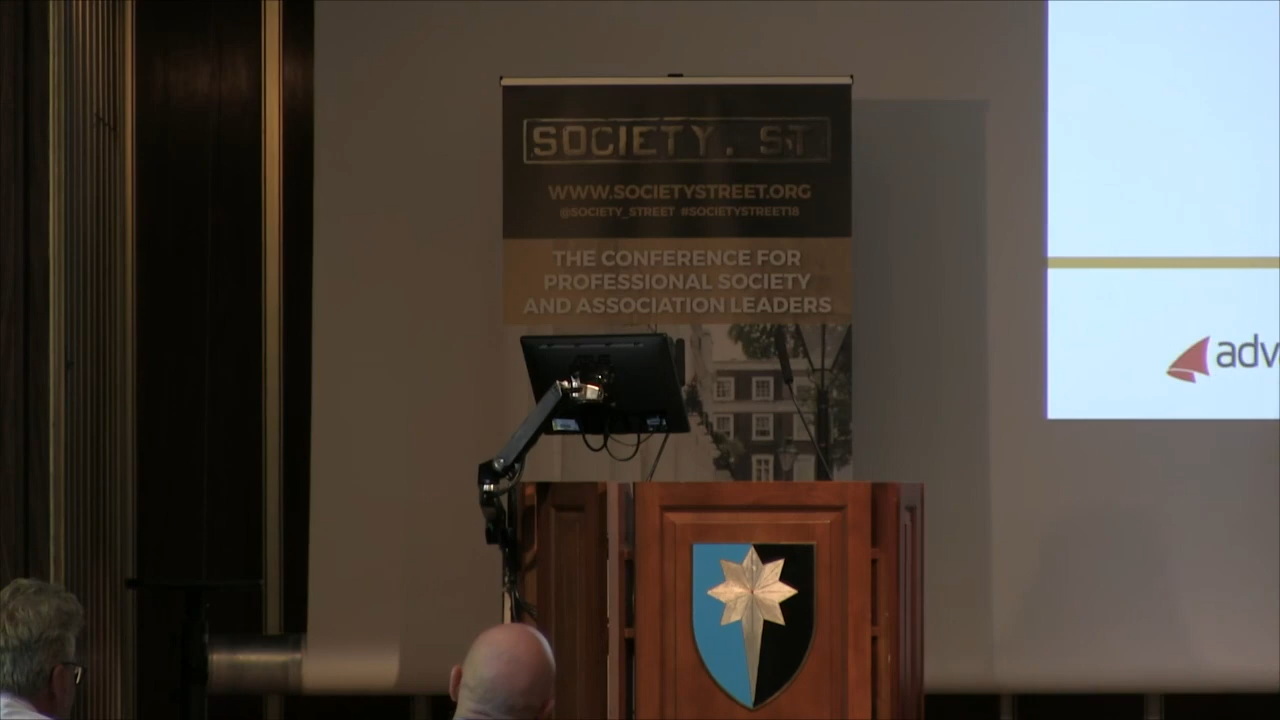 SOCIETY. ST
WWW.SOCIETYSTREET.ORG
@SOCIETY_STREET #SOCIETYSTREET18
THE CONFERENCE FOR
PROFESSIONAL SOCIETY
AND ASSOCIATION LEADERS
adv